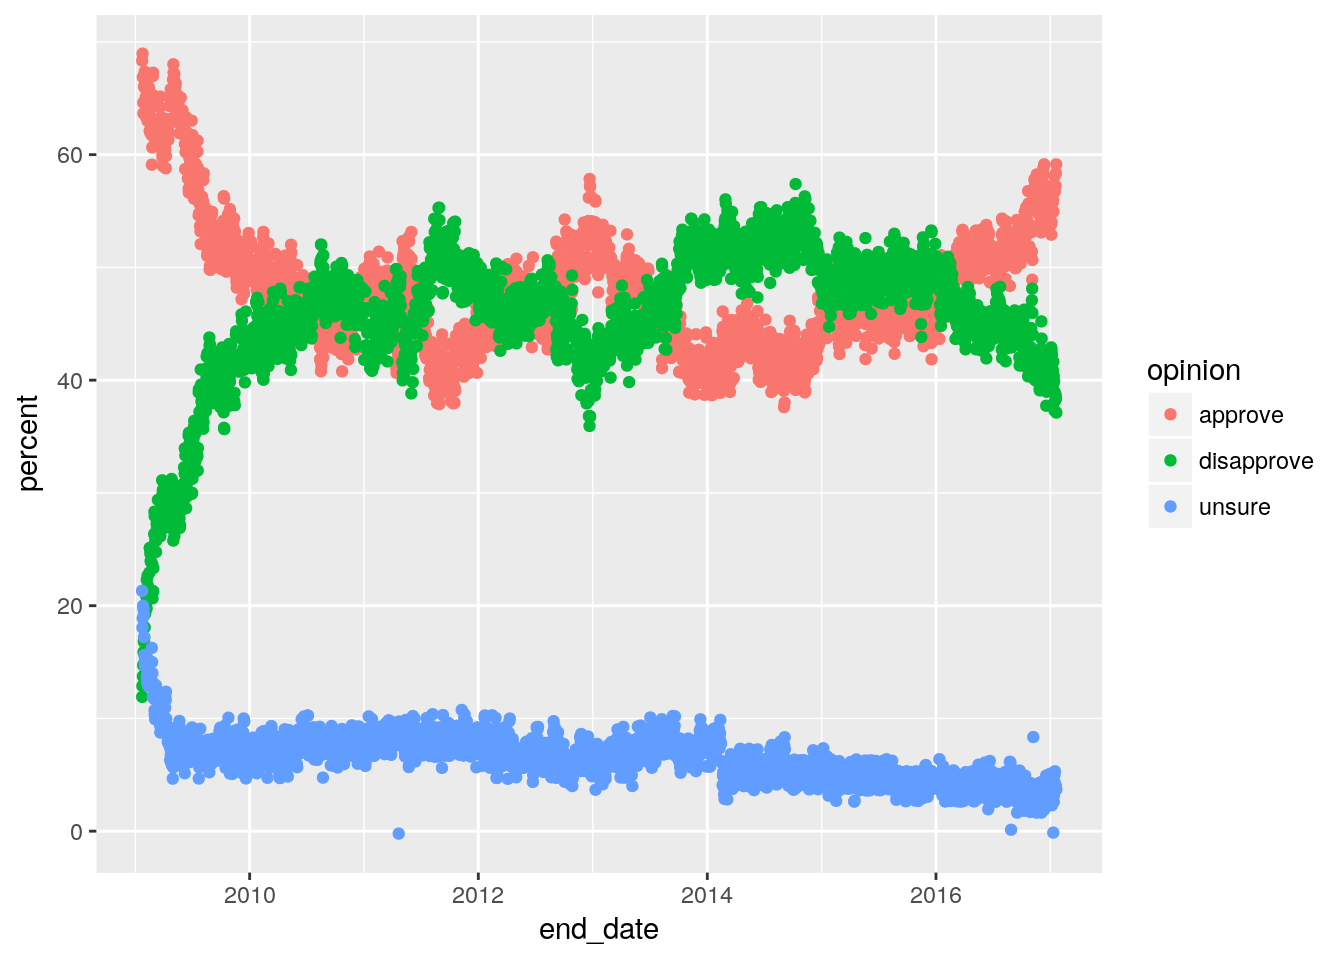 60
40
20
0
percent
2010
2012
2014
2016
end_date
opinion
approve
disapprove
unsure